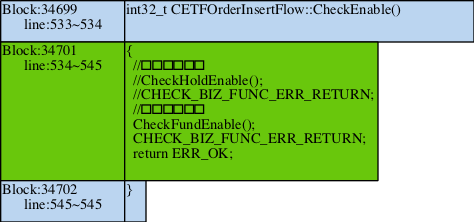 Block:34699
line:533~534
int32_t CETFOrderInsertFlow::CheckEnable()
Block:34701
line:534~545
{
//□□□□□□
//CheckHoldEnable();
//CHECK_BIZ_FUNC_ERR_RETURN;
//□□□□□□
CheckFundEnable();
CHECK_BIZ_FUNC_ERR_RETURN;
return ERR_OK;
Block:34702
line:545~545
}